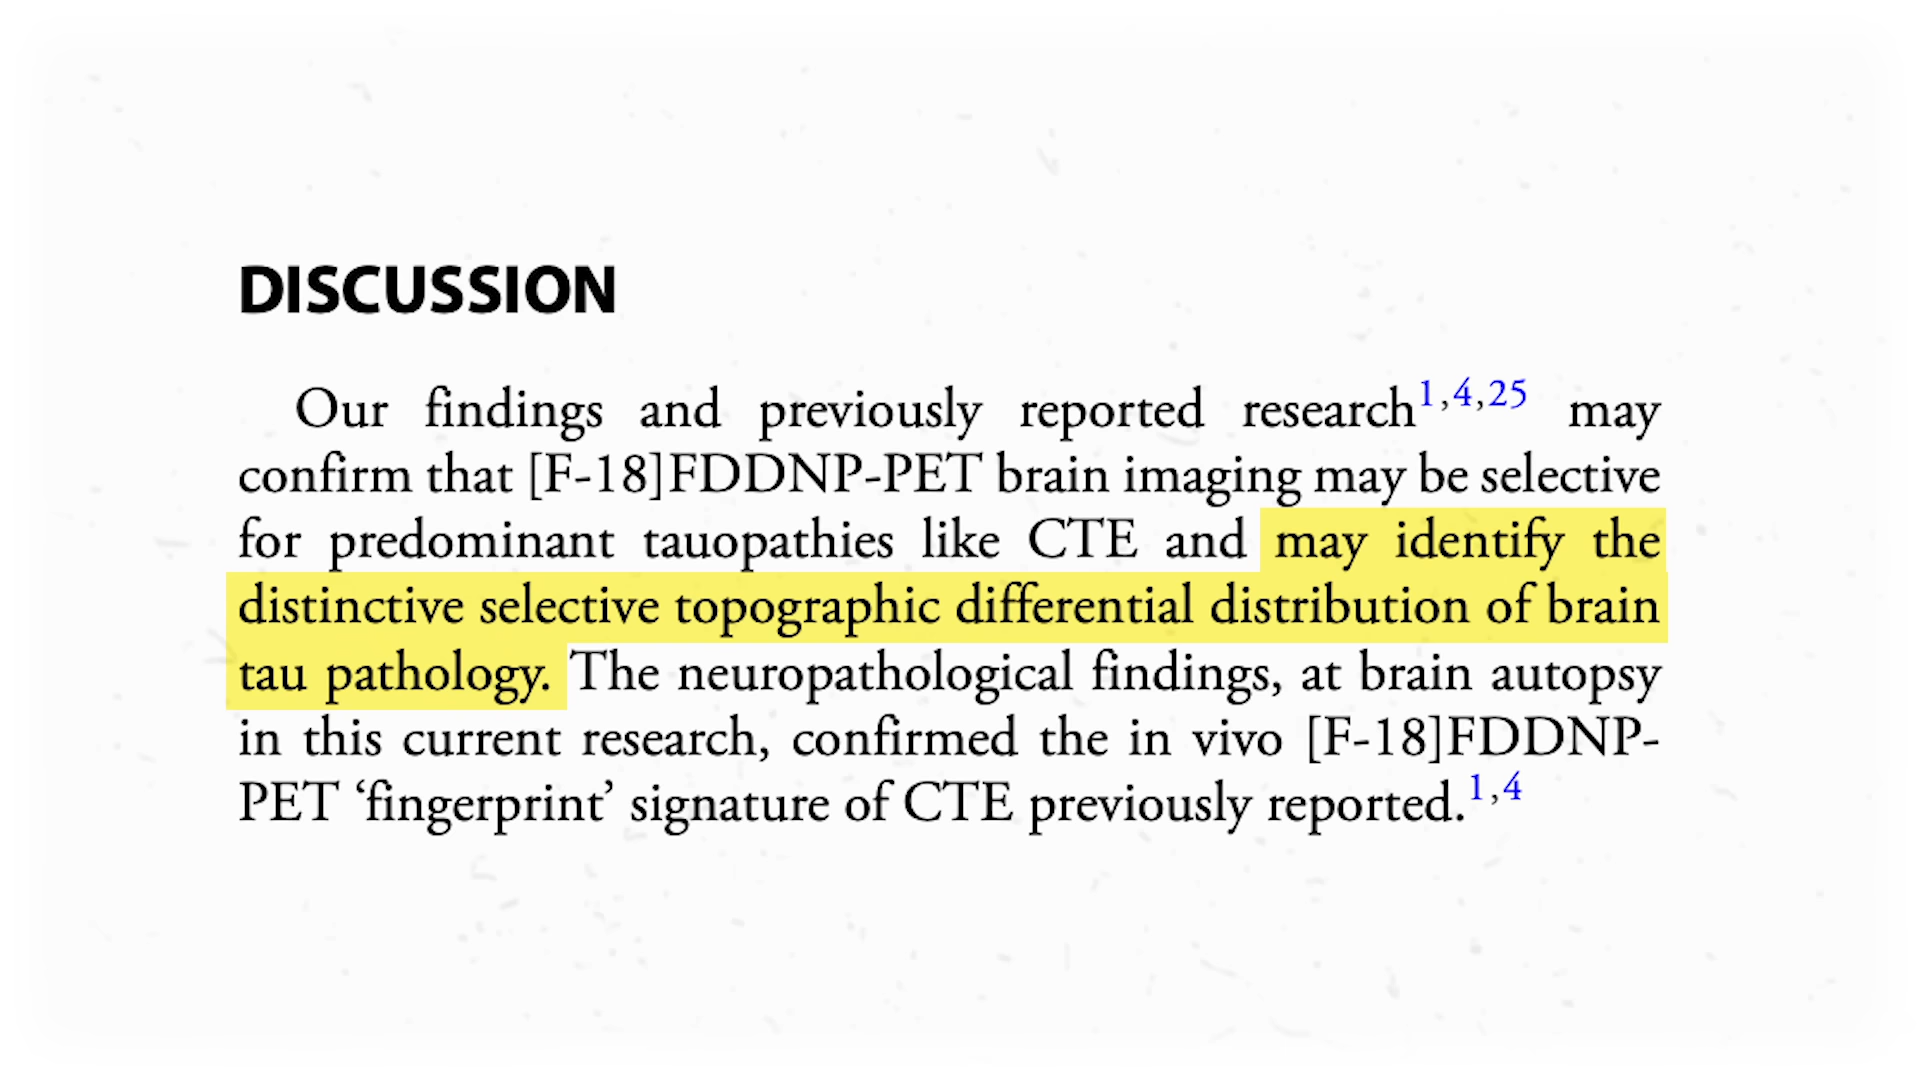 DISCUSSION
Our findings and previously reported research1,4,25 may
confirm that [F-18]FDDNP-PET brain imaging may be selective
for predominant tauopathies like CTE and may identify the
distinctive selective topographic differential distribution of brain
tau pathology. The neuropathological findings, at brain autopsy
in this current research, confirmed the in vivo [F-18]FDDNP-
PET ‘fingerprint’ signature of CTE previously reported.1,4